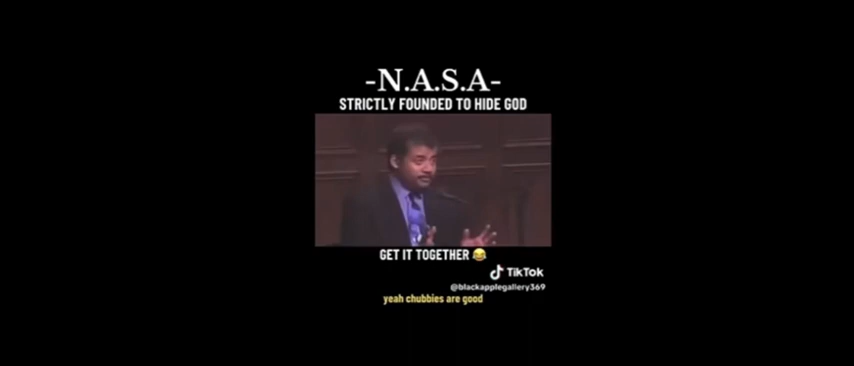 -N.A.S.A-
STRICTLY FOUNDED TO HIDE GOD
GET IT TOGETHER 😂
TikTok
@blackapplegallery369
yeah chubbies are good